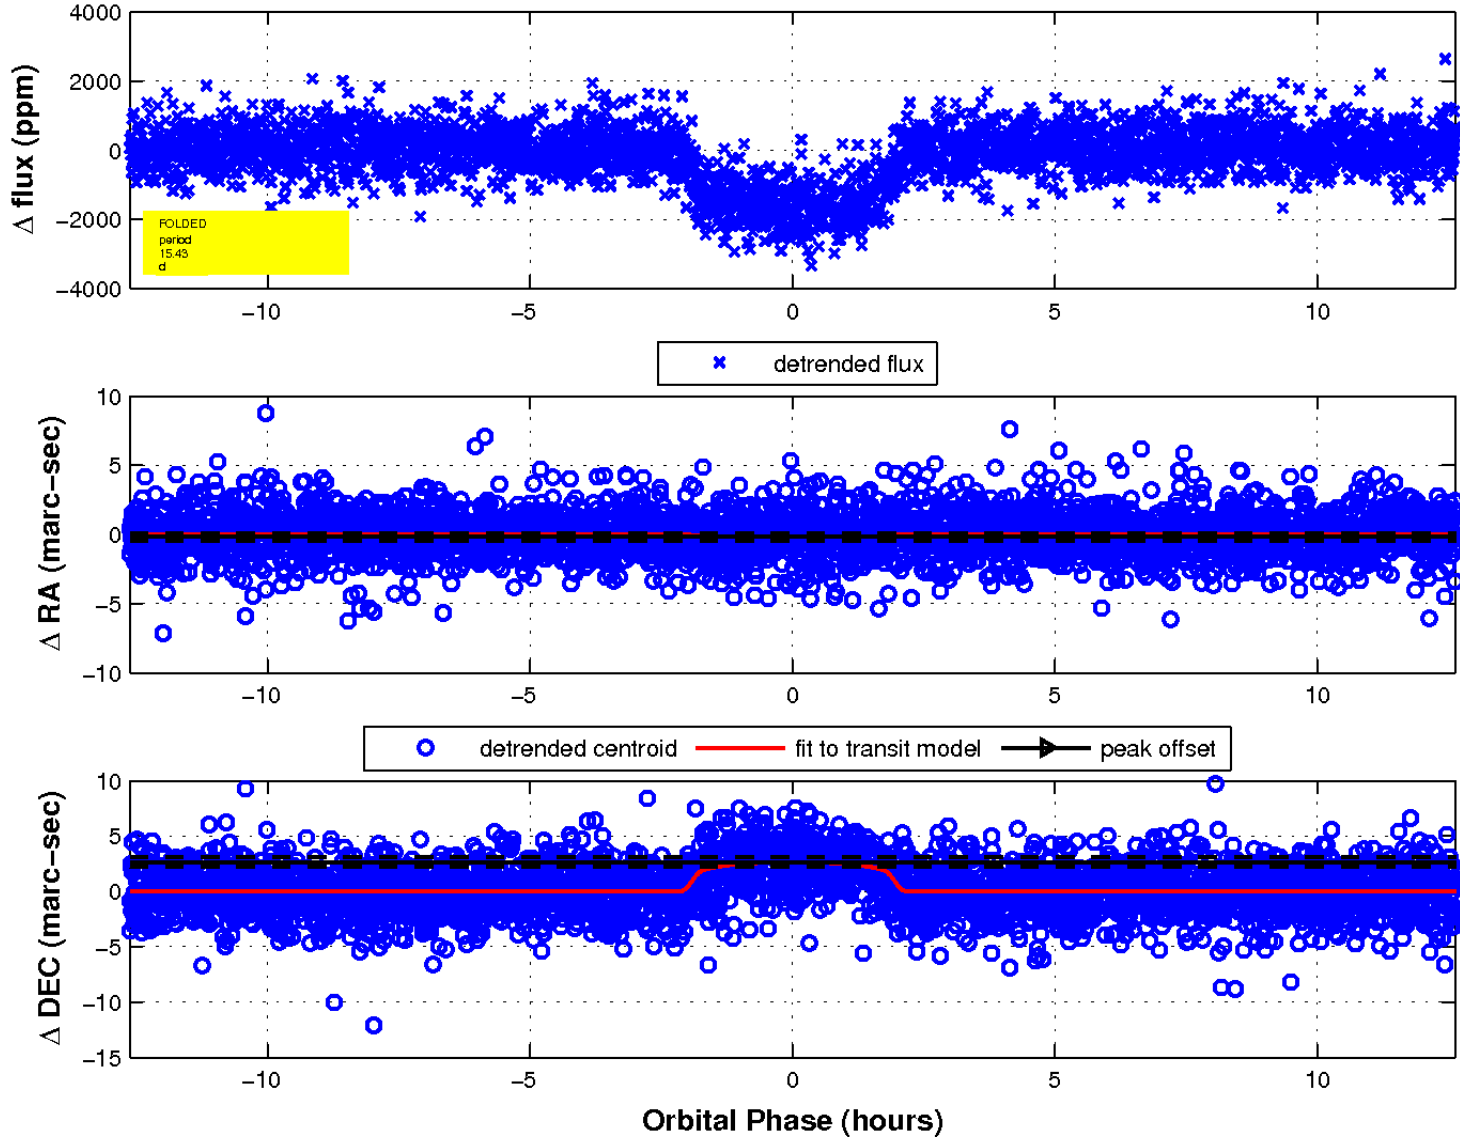 4000
2000
0
−2000
−4000
Δ flux (ppm)
FOLDED
period
15.43
d
−10
−5
0
5
10
detrended flux
10
5
0
−5
−10
Δ RA (marc−sec)
−10
−5
0
5
10
detrended centroid
fit to transit model
peak offset
10
5
0
−5
−10
−15
Δ DEC (marc−sec)
−10
−5
0
5
10
Orbital Phase (hours)